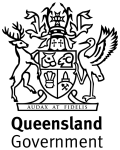 AUDAX AT FIDELIS
Queensland
Government